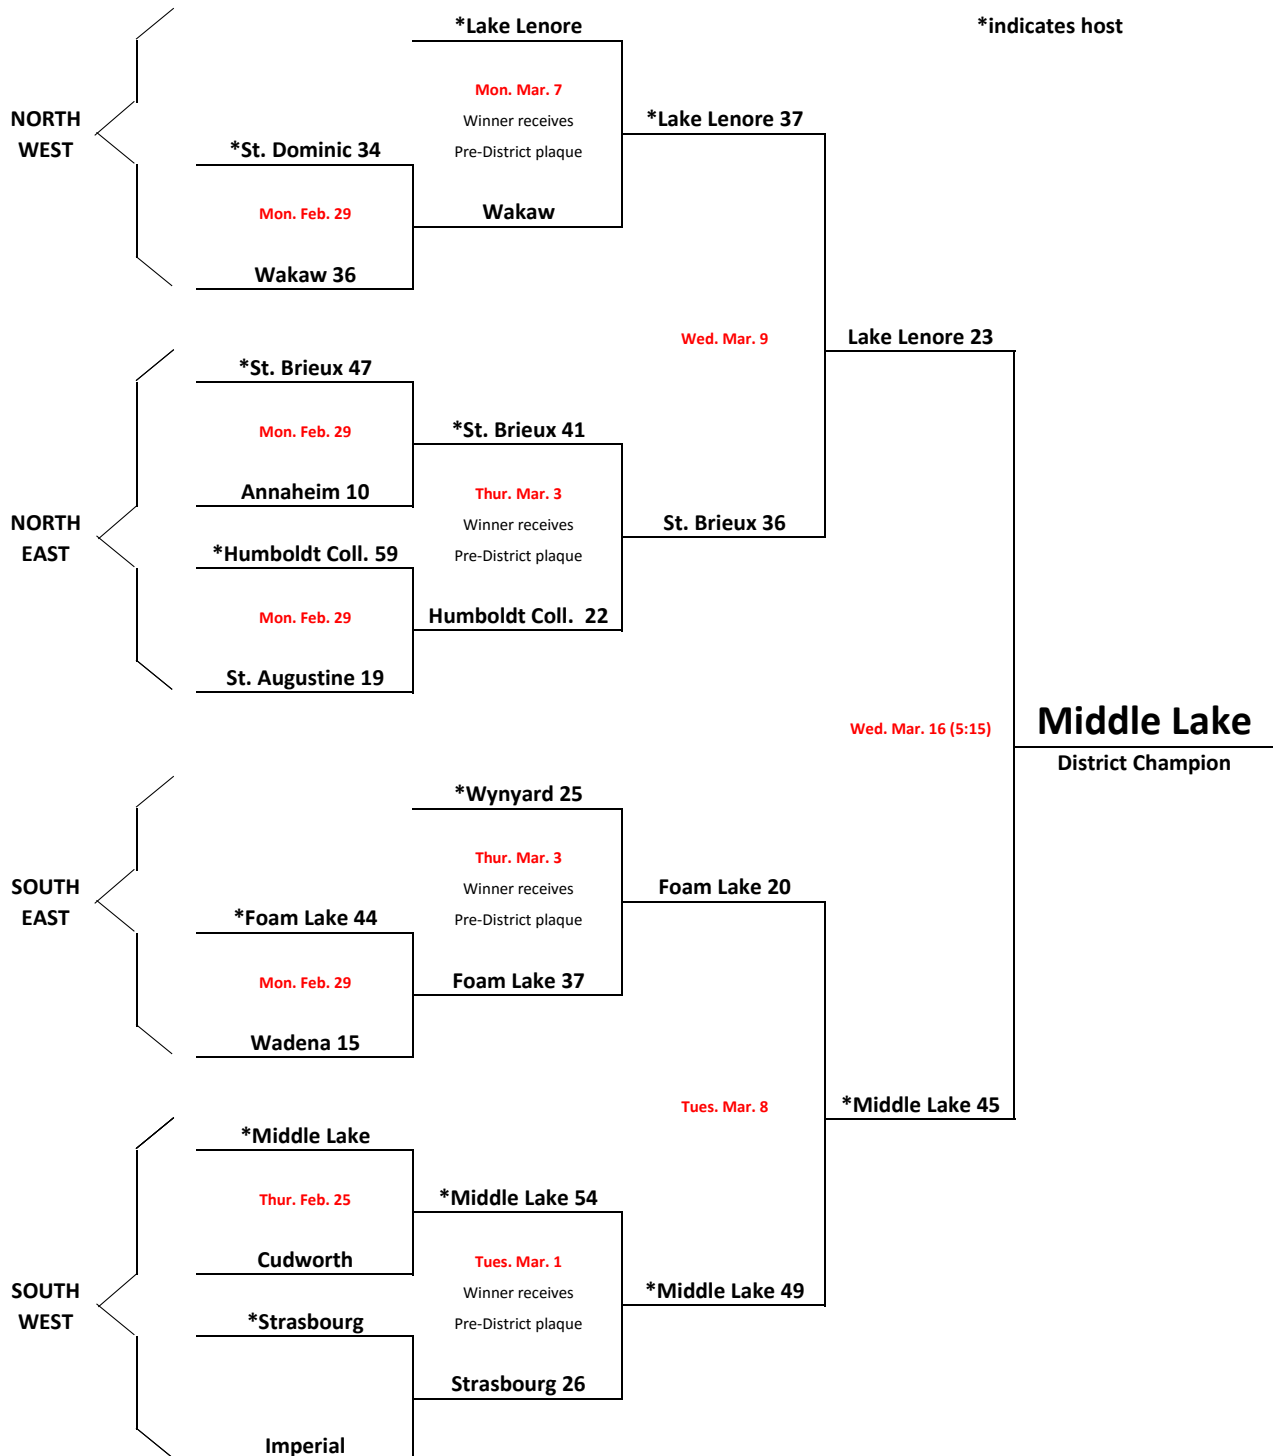 *Lake Lenore
*indicates host
Mon. Mar. 7
Winner receives
Pre-District plaque
NORTH
WEST
*Lake Lenore 37
*St. Dominic 34
Mon. Feb. 29
Wakaw
Wakaw 36
Wed. Mar. 9
Lake Lenore 23
*St. Brieux 47
Mon. Feb. 29
*St. Brieux 41
Annaheim 10
Thur. Mar. 3
Winner receives
Pre-District plaque
NORTH
EAST
St. Brieux 36
*Humboldt Coll. 59
Mon. Feb. 29
Humboldt Coll.  22
St. Augustine 19
Wed. Mar. 16 (5:15)
Middle Lake
District Champion
*Wynyard 25
Thur. Mar. 3
Winner receives
Pre-District plaque
SOUTH
EAST
Foam Lake 20
*Foam Lake 44
Mon. Feb. 29
Foam Lake 37
Wadena 15
Tues. Mar. 8
*Middle Lake 45
*Middle Lake
Thur. Feb. 25
*Middle Lake 54
Cudworth
Tues. Mar. 1
Winner receives
Pre-District plaque
SOUTH
WEST
*Middle Lake 49
*Strasbourg
Strasbourg 26
Imperial